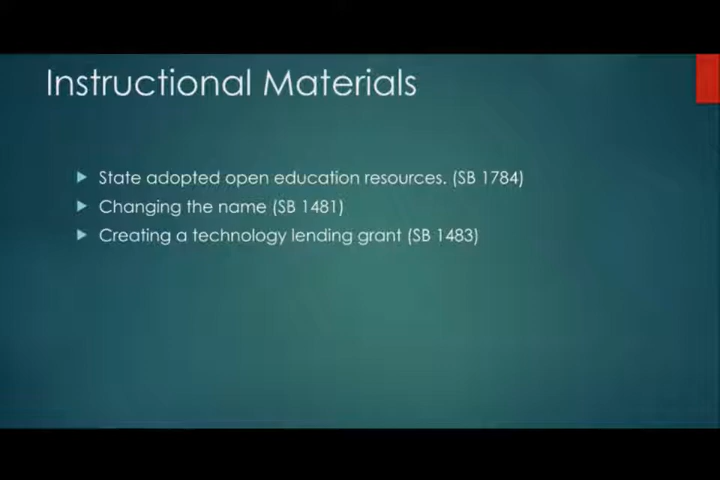 Instructional Materials
State adopted open education resources. (SB 1784)
Changing the name (SB 1481)
Creating a technology lending grant (SB 1483)